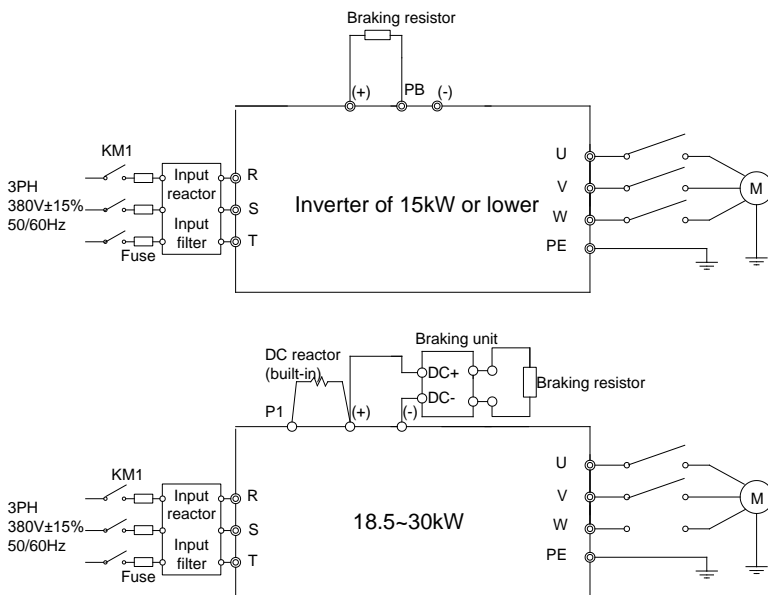 Braking resistor
(+) PB (-)
KM1
3PH
380V±15%
50/60Hz
Input
reactor
Input
filter
Fuse
R
S
T
Inverter of 15kW or lower
U
V
W
PE
M
DC reactor
(built-in)
Braking unit
DC+
DC-
Braking resistor
P1 (+) (-)
KM1
3PH
380V±15%
50/60Hz
Input
reactor
Input
filter
Fuse
R
S
T
18.5~30kW
U
V
W
PE
M